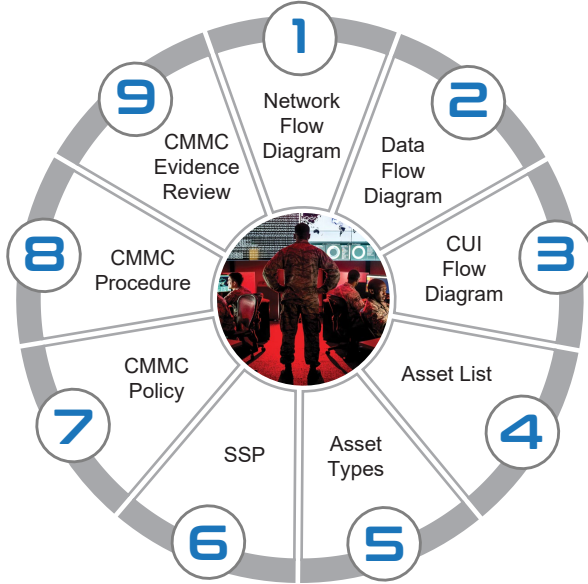 1
Network
Flow
Diagram
2
Data
Flow
Diagram
3
CUI
Flow
Diagram
4
Asset List
5
Asset
Types
6
SSP
7
CMMC
Policy
8
CMMC
Procedure
9
CMMC
Evidence
Review